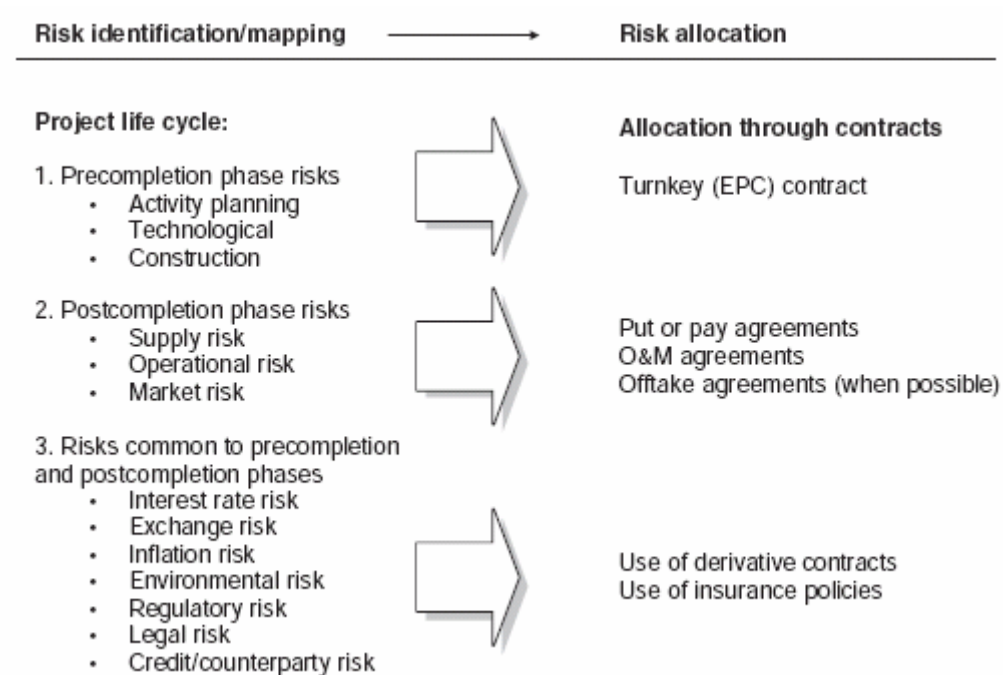 Risk identification/mapping
Risk allocation
Project life cycle:
Allocation through contracts
1. Precompletion phase risks
• Activity planning
• Technological
• Construction
Turnkey (EPC) contract
2. Postcompletion phase risks
• Supply risk
• Operational risk
• Market risk
Put or pay agreements
O&M agreements
Offtake agreements (when possible)
3. Risks common to precompletion
and postcompletion phases
• Interest rate risk
• Exchange risk
• Inflation risk
• Environmental risk
• Regulatory risk
• Legal risk
• Credit/counterparty risk
Use of derivative contracts
Use of insurance policies